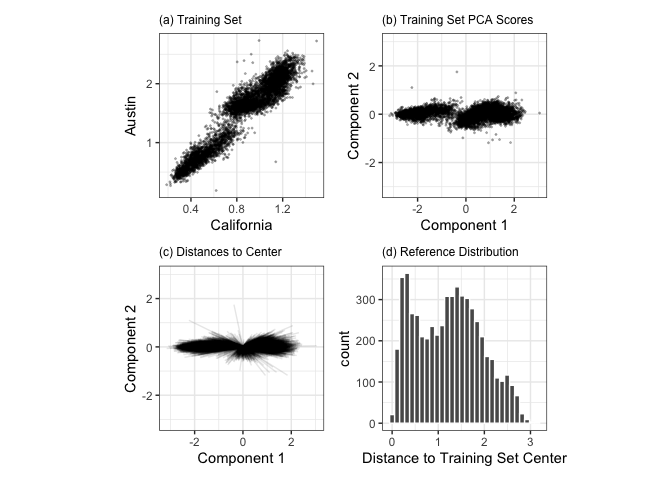 (a) Training Set
Austin
2
1
0.4 0.8 1.2
California
(b) Training Set PCA Scores
Component 2
2
0
-2
-2 0 2
Component 1
(c) Distances to Center
Component 2
2
0
-2
-2 0 2
Component 1
(d) Reference Distribution
count
300
200
100
0
0 1 2 3
Distance to Training Set Center